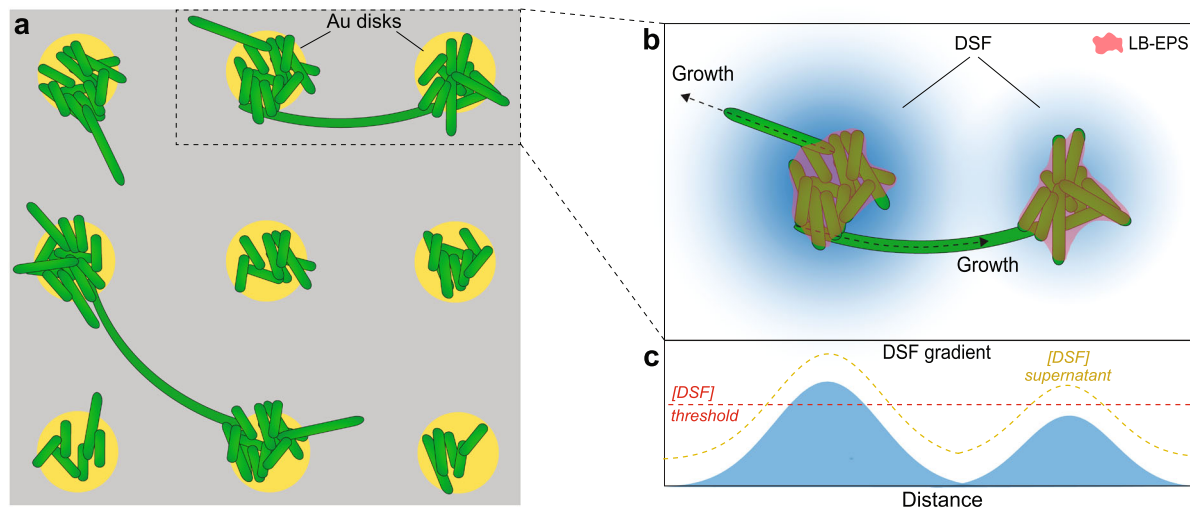 a
Au disks
b
DSF
LB-EPS
Growth
Growth
c
DSF gradient
[DSF]
threshold
[DSF]
supernatant
Distance